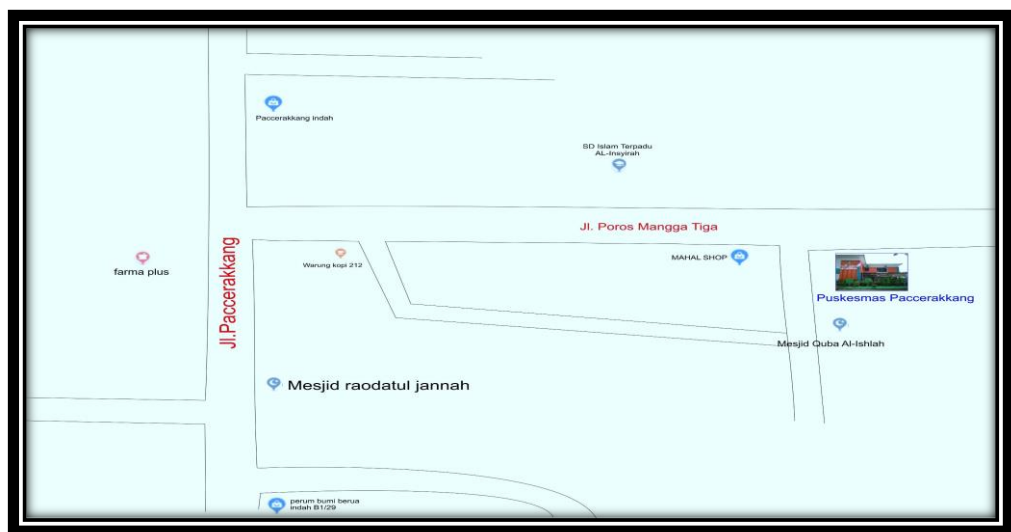 Paccerakkang indah
SD Islam Terpadu
AL-Insyirah
Jl. Poros Mangga Tiga
farma plus
Jl.Paccerakkang
Warung kopi 212
MAHAL SHOP
Puskesmas Paccerakkang
Mesjid Quba Al-Ishlah
Mesjid raodatul jannah
perum bumi berua
indah B1/29